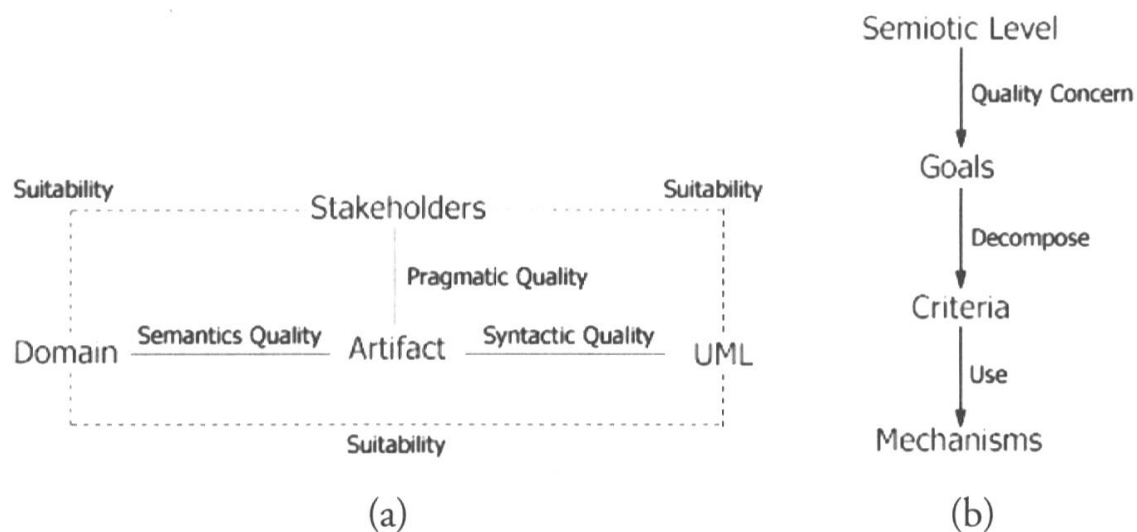 Suitability
Suitability
Stakeholders
Pragmatic Quality
Semantics Quality
Syntactic Quality
Domain
Artifact
UML
Suitability
(a)
Semiotic Level
Quality Concern
Goals
Decompose
Criteria
Use
Mechanisms
(b)